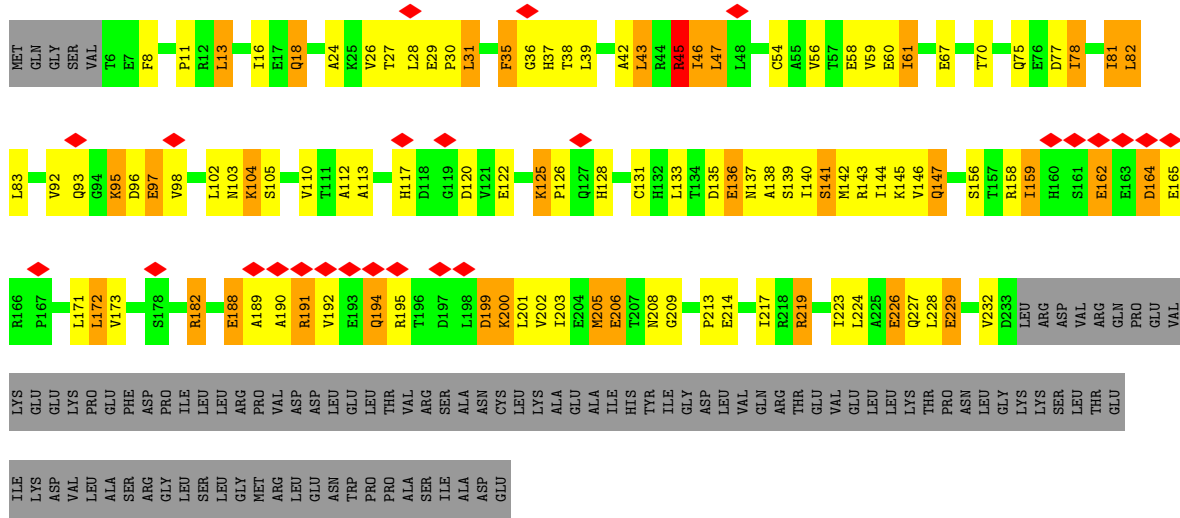 MET GLN GLY SER VAL T6 E7 F8 P11 R12 L13 I16 E17 Q18 A24 K25 V26 T27 L28 E29 P30 L31 F35 G36 H37 T38 L39 A42 L43 R44 R45 I46 L47 L48 C54 A55 V56 T57 E58 V59 E60 I61 E67 T70 Q75 E76 D77 I78 I81 L82
L83 V92 Q93 G94 K95 D96 E97 V98 L102 N103 K104 S105 V110 T111 A112 A113 H117 D118 G119 D120 V121 E122 K125 P126 Q127 H128 C131 H132 L133 T134 D135 E136 N137 A138 S139 I140 S141 M142 R143 I144 K145 V146 Q147 S156 T157 R158 I159 H160 S161 E162 E163 D164 E165
R166 P167 L171 L172 V173 S178 R182 E188 A189 A190 R191 V192 E193 Q194 R195 T196 D197 L198 D199 K200 L201 V202 I203 E204 M205 E206 T207 N208 G209 P213 E214 I217 R218 R219 I223 L224 A225 E226 Q227 L228 E229 V232 D233 LEU ARG ASP VAL ARG GLN PRO GLU VAL
LYS GLU GLU LYS PRO GLU PHE ASP PRO ILE LEU LEU ARG PRO VAL ASP ASP LEU GLU LEU THR VAL ARG SER ALA ASN CYS LEU LYS ALA GLU ALA ILE HIS TYR ILE GLY ASP LEU VAL GLN ARG THR GLU VAL GLU LEU LEU LYS THR PRO ASN LEU GLY LYS LYS SER LEU THR GLU
ILE LYS ASP VAL LEU ALA SER ARG GLY LEU SER LEU GLY MET ARG LEU GLU ASN TRP PRO PRO ALA SER ILE ALA ASP GLU